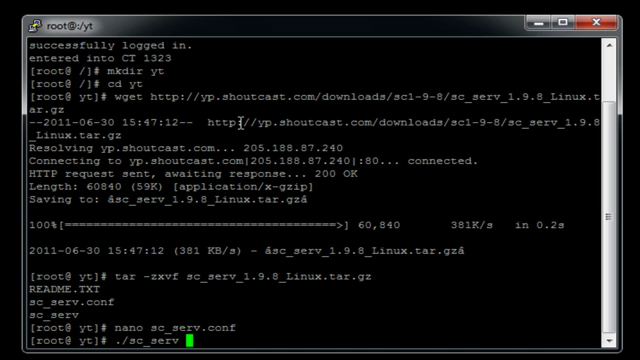 root@:/yt
successfully logged in.
entered into CT 1323
[root@ /]# mkdir yt
[root@ /]# cd yt
[root@ yt]# wget http://yp.shoutcast.com/downloads/sc1-9-8/sc_serv_1.9.8_Linux.t
ar.gz
--2011-06-30 15:47:12--  http://yp.shoutcast.com/downloads/sc1-9-8/sc_serv_1.9.8
_Linux.tar.gz
Resolving yp.shoutcast.com... 205.188.87.240
Connecting to yp.shoutcast.com|205.188.87.240|:80... connected.
HTTP request sent, awaiting response... 200 OK
Length: 60840 (59K) [application/x-gzip]
Saving to: âsc_serv_1.9.8_Linux.tar.gzâ
100%[======================================>] 60,840      381K/s   in 0.2s
2011-06-30 15:47:12 (381 KB/s) - âsc_serv_1.9.8_Linux.tar.gzâ
[root@ yt]# tar -zxvf sc_serv_1.9.8_Linux.tar.gz
README.TXT
sc_serv.conf
sc_serv
[root@ yt]# nano sc_serv.conf
[root@ yt]# ./sc_serv